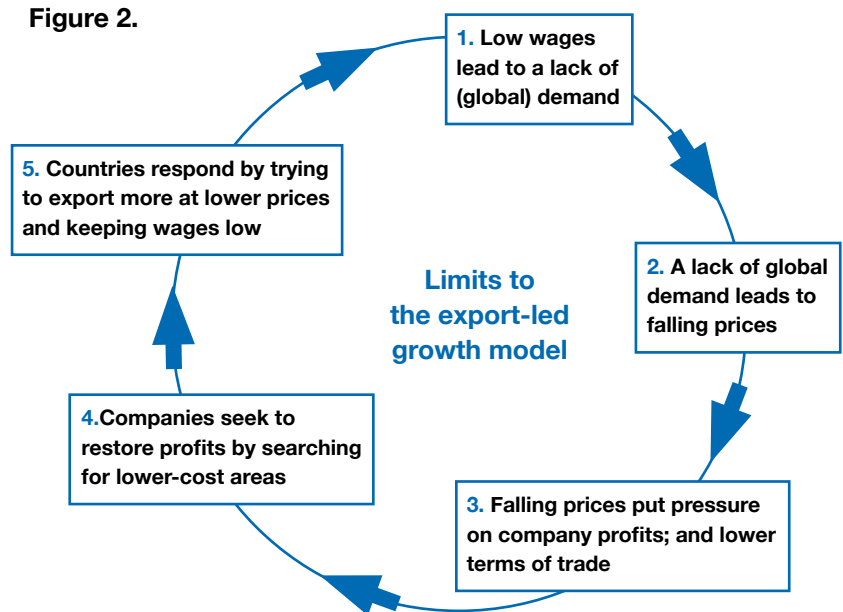 Figure 2.
1. Low wages
lead to a lack of
(global) demand
2. A lack of global
demand leads to
falling prices
3. Falling prices put pressure
on company profits; and lower
terms of trade
4.Companies seek to
restore profits by searching
for lower-cost areas
5. Countries respond by trying
to export more at lower prices
and keeping wages low
Limits to
the export-led
growth model